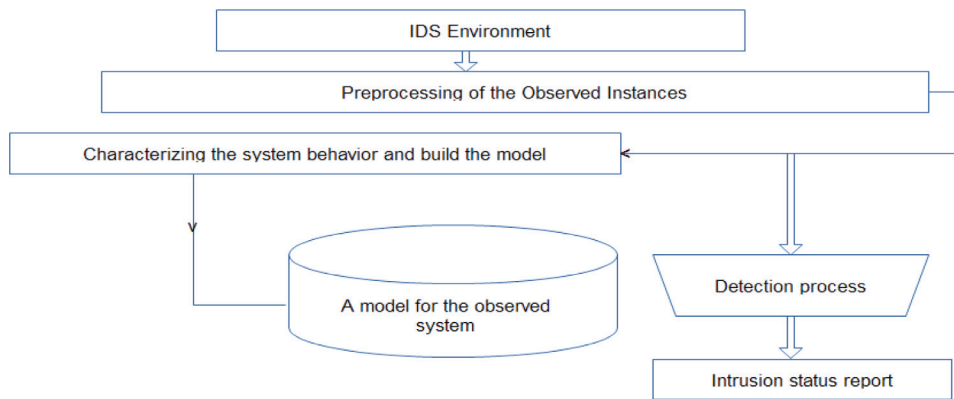 IDS Environment
Preprocessing of the Observed Instances
Characterizing the system behavior and build the model
A model for the observed
system
Detection process
Intrusion status report